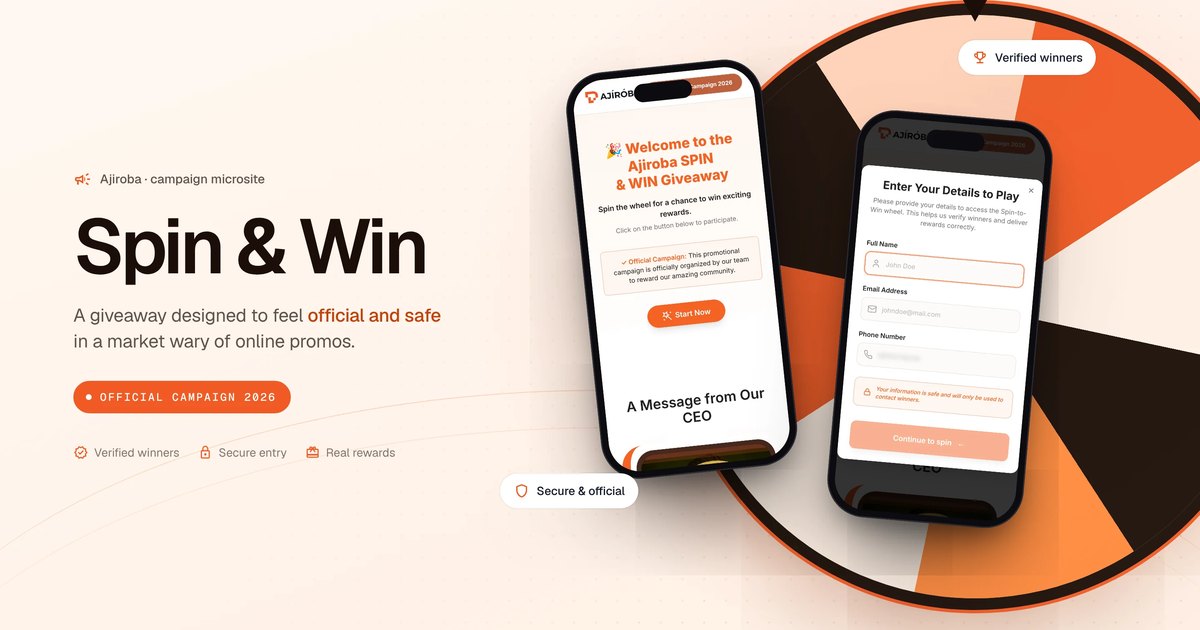 Ajiroba · campaign microsite
Spin & Win
A giveaway designed to feel official and safe
in a market wary of online promos.
OFFICIAL CAMPAIGN 2026
Verified winners
Secure entry
Real rewards
Secure & official
Verified winners
AJÍRÓB
Campaign 2026
🎉 Welcome to the
Ajiroba SPIN
& WIN Giveaway
Spin the wheel for a chance to win exciting
rewards.
Click on the button below to participate.
✓ Official Campaign: This promotional
campaign is officially organized by our team
to reward our amazing community.
Start Now
A Message from Our
CEO
AJÍRÓB
ampaign 2026
Enter Your Details to Play
Please provide your details to access the Spin-to-
Win wheel. This helps us verify winners and deliver
rewards correctly.
Full Name
John Doe
Email Address
johndoe@mail.com
Phone Number
Your information is safe and will only be used to
contact winners.
Continue to spin
CEO